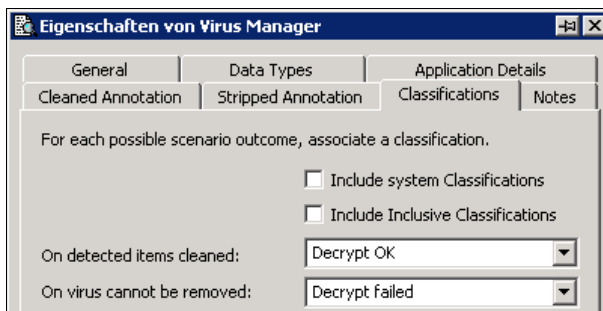 Eigenschaften von Virus Manager
General Data Types Application Details
Cleaned Annotation Stripped Annotation Classifications Notes
For each possible scenario outcome, associate a classification.
Include system Classifications
Include Inclusive Classifications
On detected items cleaned: Decrypt OK
On virus cannot be removed: Decrypt failed